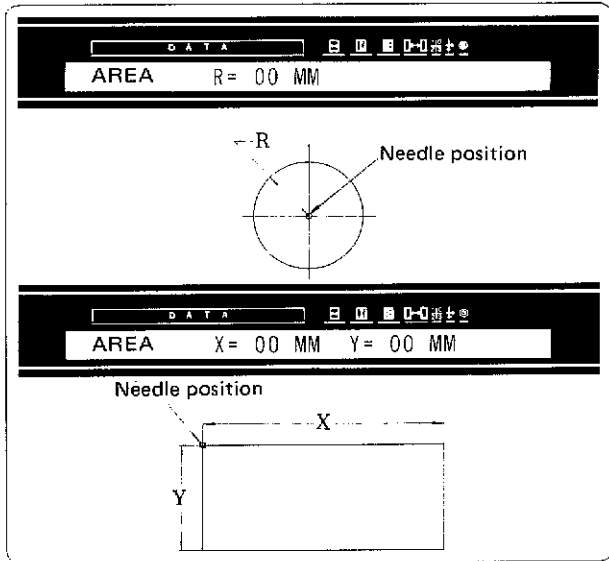 DATA
AREA R= 00 MM
R
Needle position
DATA
AREA X= 00 MM Y= 00 MM
Needle position
X
Y